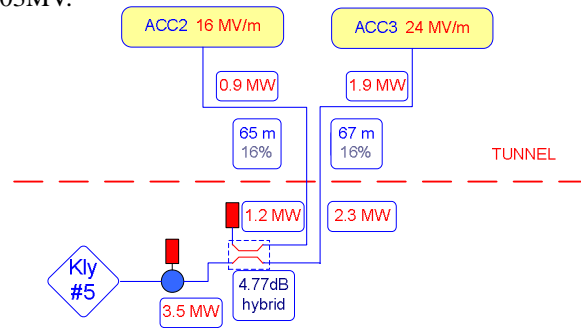 03MV.
ACC2 16 MV/m
ACC3 24 MV/m
0.9 MW
1.9 MW
65 m
16%
67 m
16%
TUNNEL
1.2 MW
2.3 MW
Kly
#5
3.5 MW
4.77dB
hybrid